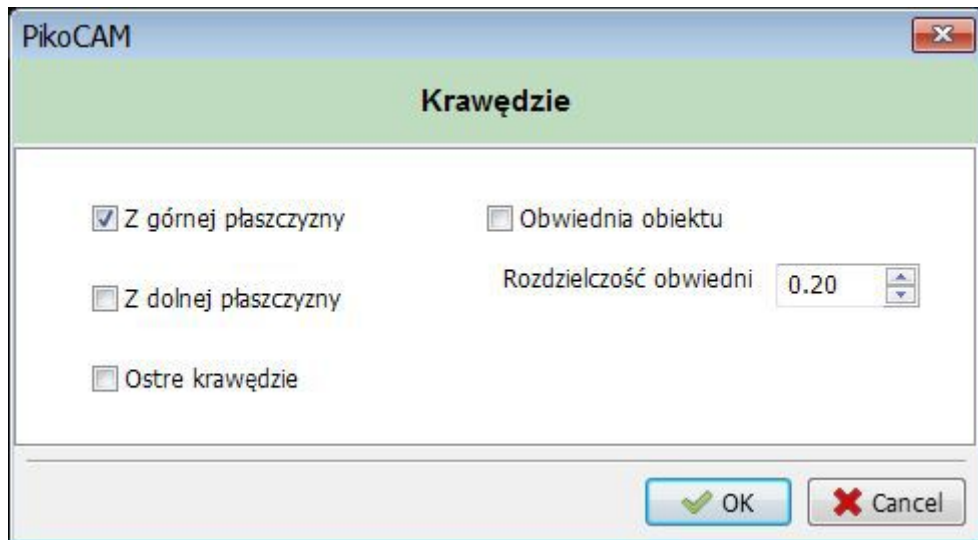 PikoCAM
Krawędzie
Z górnej płaszczyzny
Obwiednia obiektu
Rozdzielczość obwiedni 0.20
Z dolnej płaszczyzny
Ostre krawędzie
OK Cancel